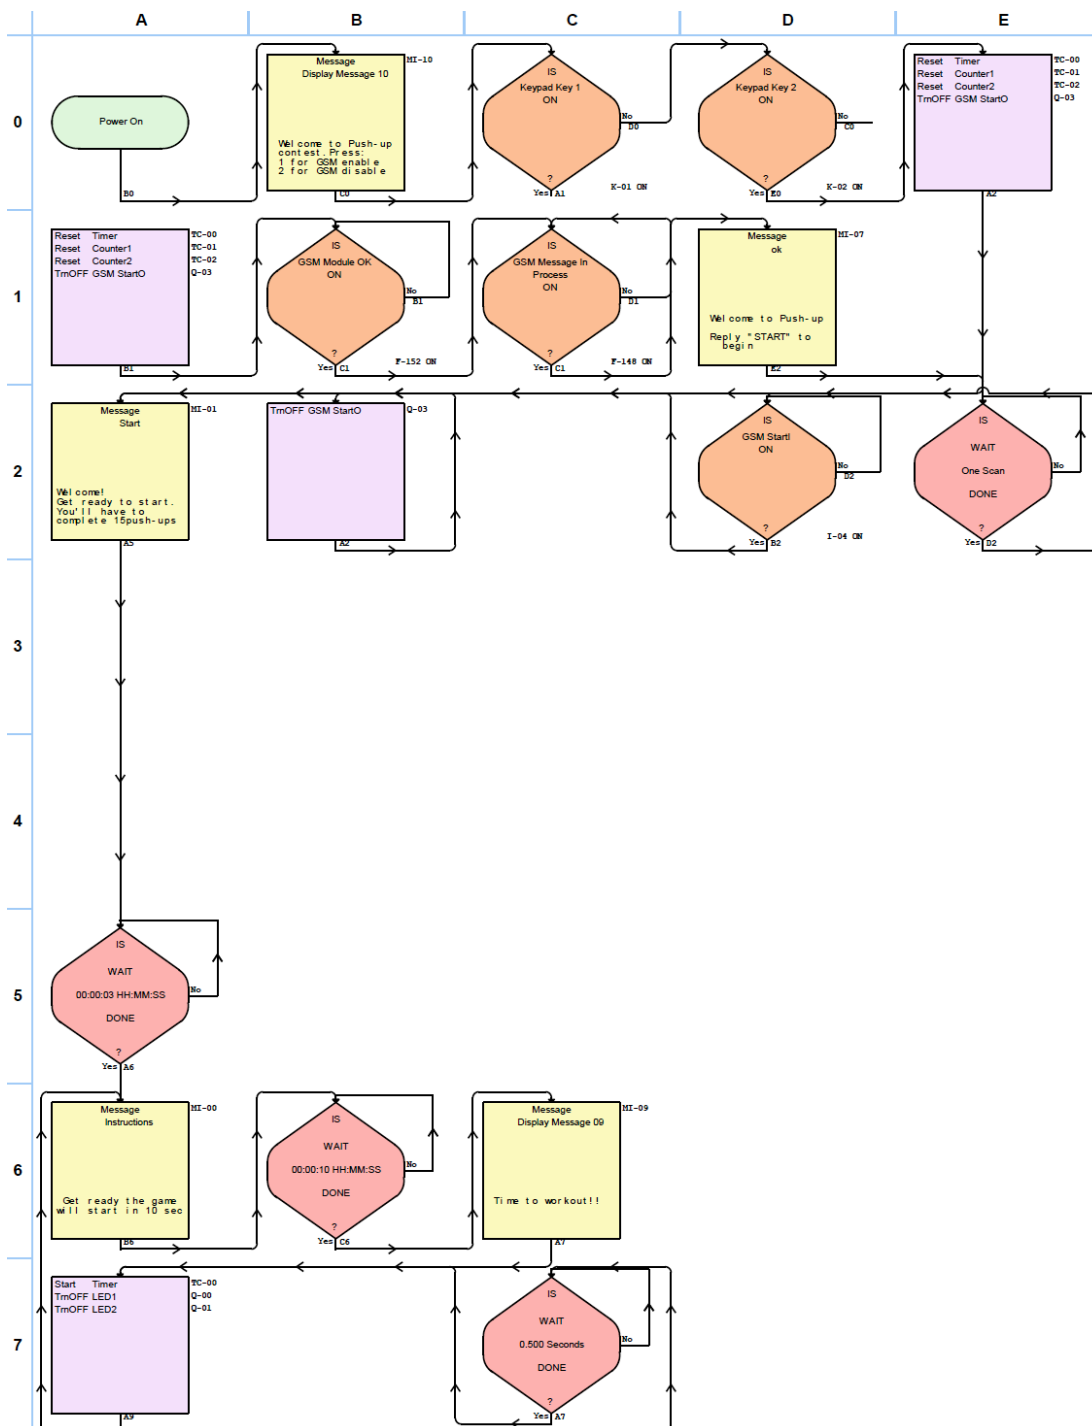 A B C D E
0
Power On
B0
Message
Display Message 10
MI-10
Welcome to Push-up
contest. Press:
1 for GSM enable
2 for GSM disable
C0
IS
Keypad Key 1
ON
No
D0
?
Yes A1
K-01 ON
IS
Keypad Key 2
ON
No
C0
?
Yes E0
K-02 ON
Reset Timer TC-00
Reset Counter1 TC-01
Reset Counter2 TC-02
TrnOFF GSM StartO Q-03
A2
1
Reset Timer TC-00
Reset Counter1 TC-01
Reset Counter2 TC-02
TrnOFF GSM StartO Q-03
B1
IS
GSM Module OK
ON
No
B1
?
Yes C1
F-152 ON
IS
GSM Message In
Process
ON
No
D1
?
Yes C1
F-148 ON
Message
ok
MI-07
Welcome to Push-up
Reply "START" to
begin
E2
2
Message
Start
MI-01
Welcome!
Get ready to start.
You'll have to
complete 15push-ups
A5
TrnOFF GSM StartO Q-03
A2
IS
GSM StartI
ON
No
D2
?
Yes B2
I-04 ON
IS
WAIT
One Scan
DONE
No
?
Yes D2
3
4
5
IS
WAIT
00:00:03 HH:MM:SS
DONE
No
?
Yes A6
6
Message
Instructions
MI-00
Get ready the game
will start in 10 sec
B6
IS
WAIT
00:00:10 HH:MM:SS
DONE
No
?
Yes C6
Message
Display Message 09
MI-09
Time to workout!!
A7
7
Start Timer TC-00
TrnOFF LED1 Q-00
TrnOFF LED2 Q-01
A9
IS
WAIT
0.500 Seconds
DONE
No
?
Yes A7